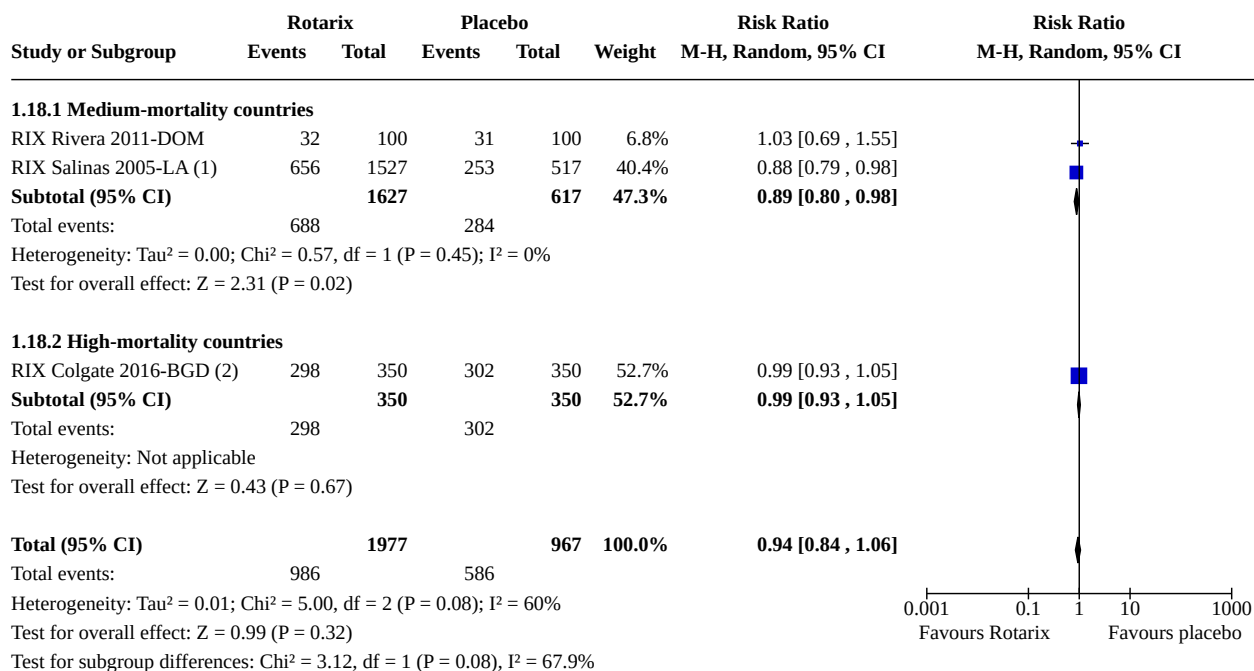 Rotarix Placebo Risk Ratio Risk Ratio
Study or Subgroup Events Total Events Total Weight M-H, Random, 95% CI M-H, Random, 95% CI
1.18.1 Medium-mortality countries
RIX Rivera 2011-DOM 32 100 31 100 6.8% 1.03 [0.69 , 1.55]
RIX Salinas 2005-LA (1) 656 1527 253 517 40.4% 0.88 [0.79 , 0.98]
Subtotal (95% CI) 1627 617 47.3% 0.89 [0.80 , 0.98]
Total events: 688 284
Heterogeneity: Tau² = 0.00; Chi² = 0.57, df = 1 (P = 0.45); I² = 0%
Test for overall effect: Z = 2.31 (P = 0.02)
1.18.2 High-mortality countries
RIX Colgate 2016-BGD (2) 298 350 302 350 52.7% 0.99 [0.93 , 1.05]
Subtotal (95% CI) 350 350 52.7% 0.99 [0.93 , 1.05]
Total events: 298 302
Heterogeneity: Not applicable
Test for overall effect: Z = 0.43 (P = 0.67)
Total (95% CI) 1977 967 100.0% 0.94 [0.84 , 1.06]
Total events: 986 586
Heterogeneity: Tau² = 0.01; Chi² = 5.00, df = 2 (P = 0.08); I² = 60%
0.001 0.1 1 10 1000
Test for overall effect: Z = 0.99 (P = 0.32) Favours Rotarix Favours placebo
Test for subgroup differences: Chi² = 3.12, df = 1 (P = 0.08), I² = 67.9%